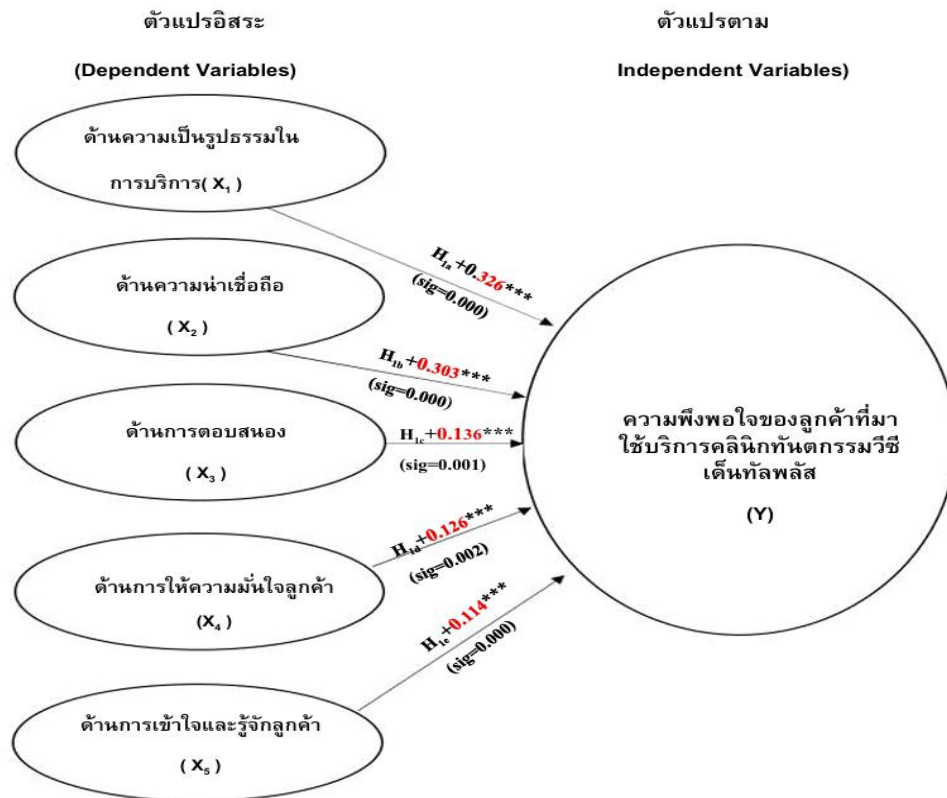 ตัวแปรอิสระ
ตัวแปรตาม
(Dependent Variables)
Independent Variables)
ด้านความเป็นรูปธรรมใน
การบริการ( X₁ )
H₁ₐ+0.326***
(sig=0.000)
ด้านความน่าเชื่อถือ
( X₂ )
H₁b+0.303***
(sig=0.000)
ด้านการตอบสนอง
( X₃ )
H₁c+0.136***
(sig=0.001)
ความพึงพอใจของลูกค้าที่มา
ใช้บริการคลินิกทันตกรรมวีซี
เด็นทัลพลัส
(Y)
ด้านการให้ความมั่นใจลูกค้า
(X₄ )
H₁d+0.126***
(sig=0.002)
ด้านการเข้าใจและรู้จักลูกค้า
( X₅ )
H₁ₑ+0.114***
(sig=0.000)